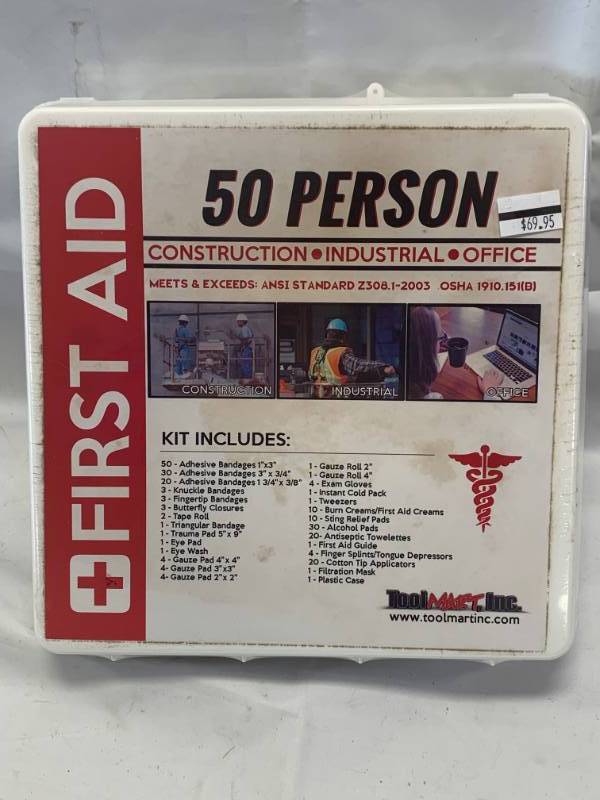 FIRST AID
50 PERSON
$69.95
CONSTRUCTION • INDUSTRIAL • OFFICE
MEETS & EXCEEDS: ANSI STANDARD Z308.1-2003 OSHA 1910.151(B)
CONSTRUCTION
INDUSTRIAL
OFFICE
KIT INCLUDES:
50 - Adhesive Bandages 1"x3"
30 - Adhesive Bandages 3" x 3/4"
20 - Adhesive Bandages 1 3/4" x 3/8"
3 - Knuckle Bandages
3 - Fingertip Bandages
3 - Butterfly Closures
2 - Tape Roll
1 - Triangular Bandage
1 - Trauma Pad 5" x 9"
1 - Eye Pad
1 - Eye Wash
4 - Gauze Pad 4" x 4"
4- Gauze Pad 3"x3"
4- Gauze Pad 2"x 2"
1 - Gauze Roll 2"
1 - Gauze Roll 4"
4 - Exam Gloves
1 - Instant Cold Pack
1 - Tweezers
10 - Burn Creams/First Aid Creams
10 - Sting Relief Pads
30 - Alcohol Pads
20- Antiseptic Towelettes
1 - First Aid Guide
4 - Finger Splints/Tongue Depressors
20 - Cotton Tip Applicators
1 - Filtration Mask
1 - Plastic Case
ToolMART, Inc.
www.toolmartinc.com